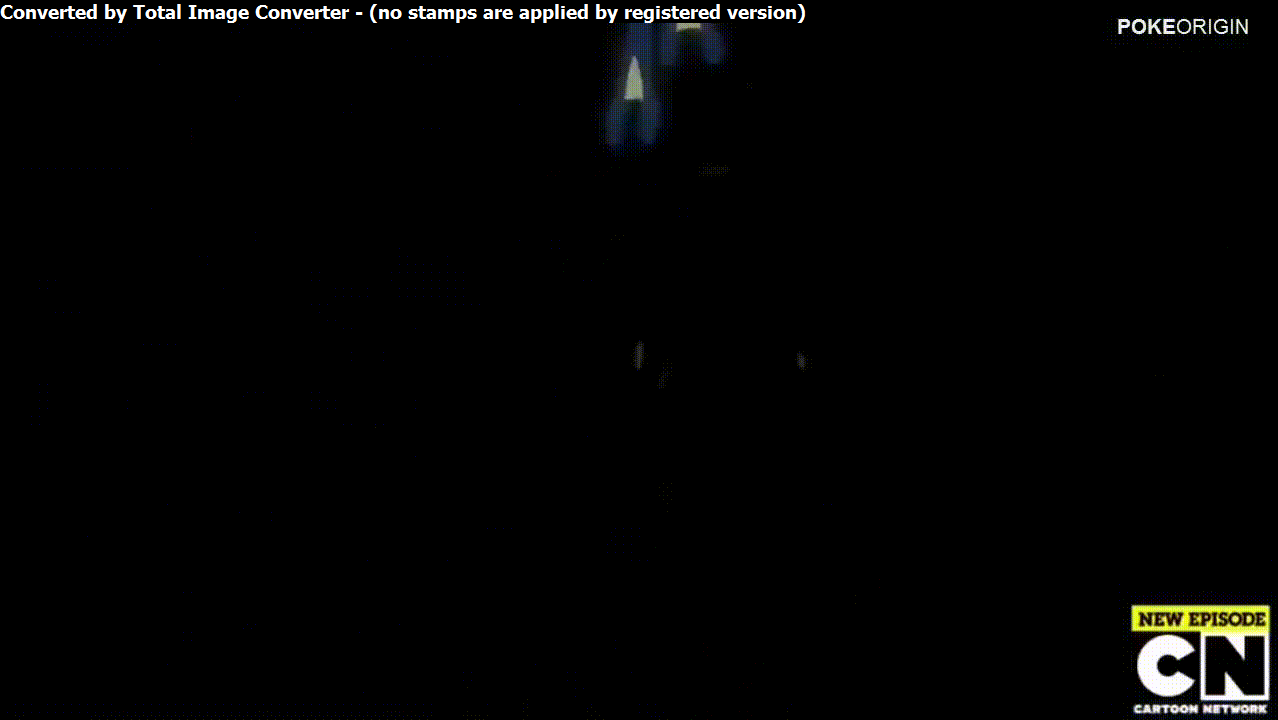 Converted by Total Image Converter - (no stamps are applied by registered version)
POKEORIGIN
NEW EPISODE
CN
CARTOON NETWORK